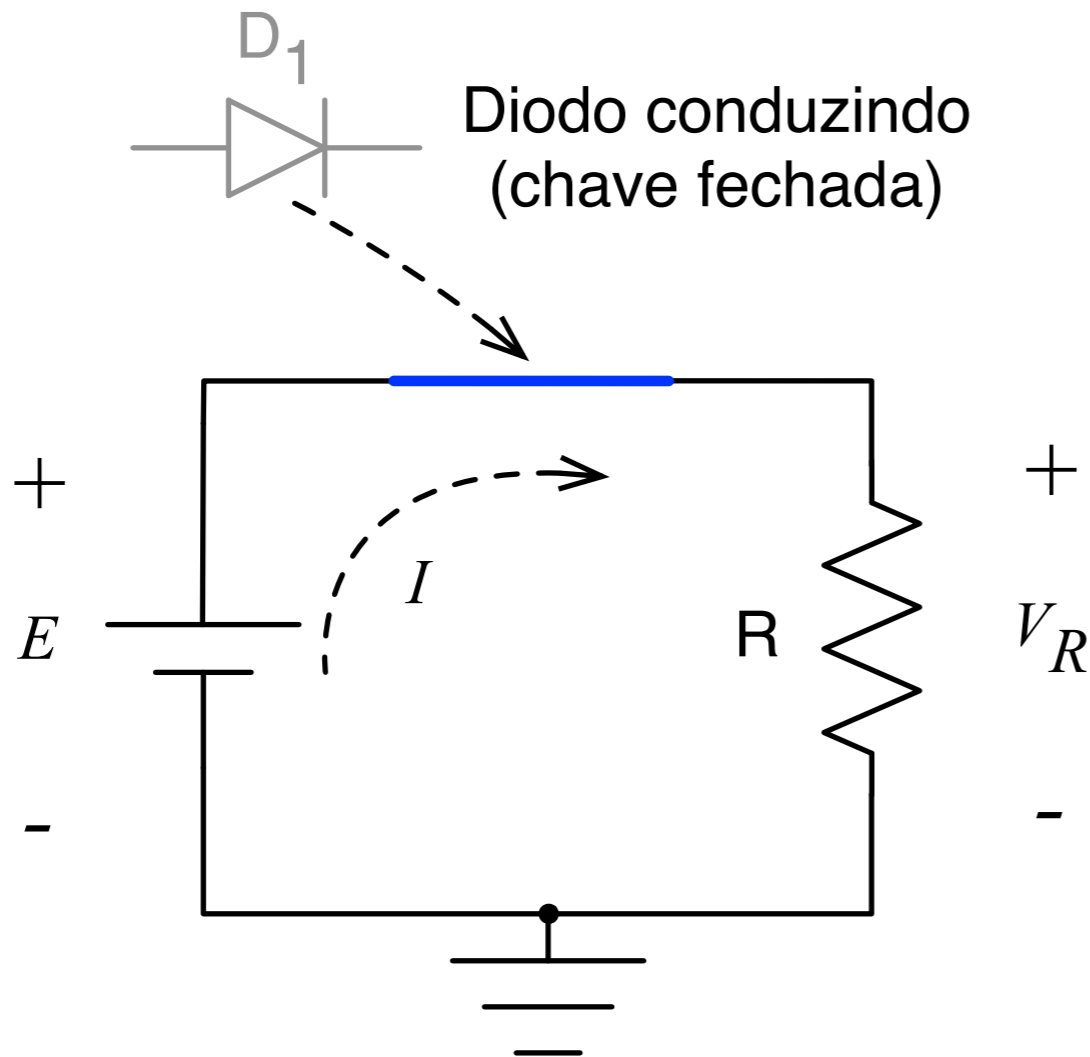 D1
Diodo conduzindo
(chave fechada)
+
+
I
E
R
VR
-
-